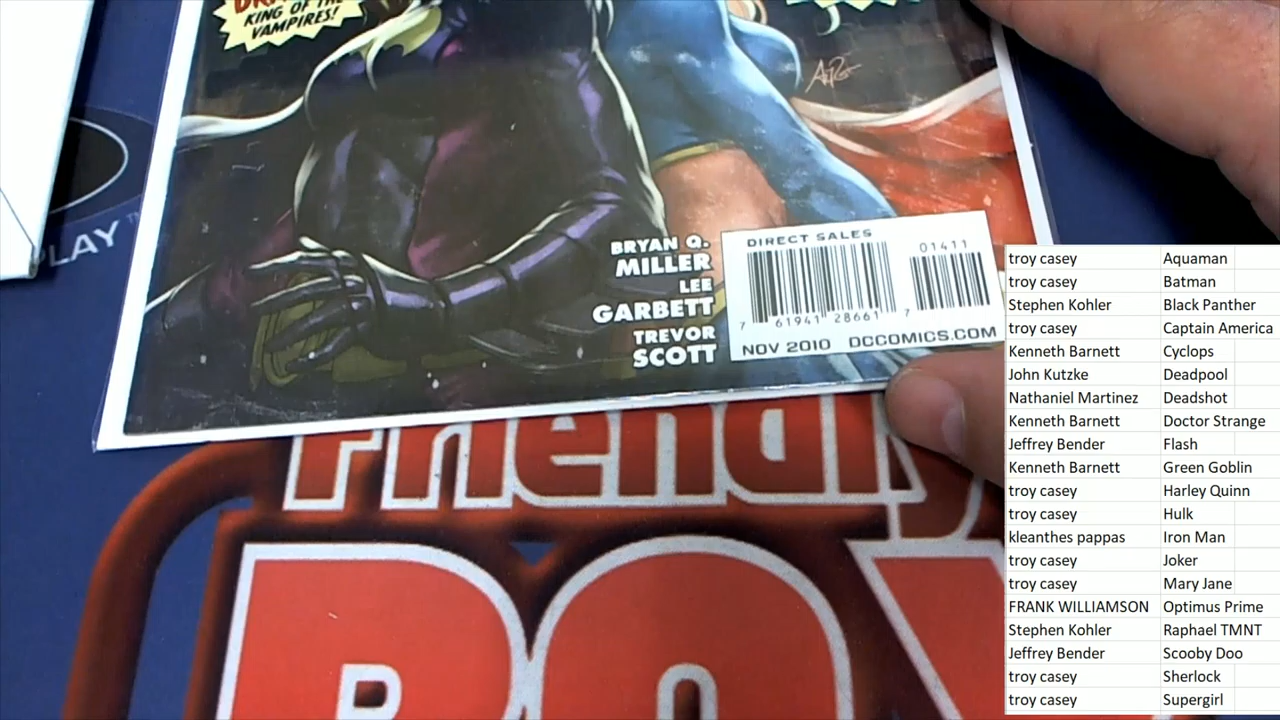 KING OF THE
VAMPIRES!
BRYAN Q.
MILLER
LEE
GARBETT
TREVOR
SCOTT
DIRECT SALES
01411
7 61941 28661 7
NOV 2010 DCCOMICS.COM
PLAY
Friendly
troy casey Aquaman
troy casey Batman
Stephen Kohler Black Panther
troy casey Captain America
Kenneth Barnett Cyclops
John Kutzke Deadpool
Nathaniel Martinez Deadshot
Kenneth Barnett Doctor Strange
Jeffrey Bender Flash
Kenneth Barnett Green Goblin
troy casey Harley Quinn
troy casey Hulk
kleanthes pappas Iron Man
troy casey Joker
troy casey Mary Jane
FRANK WILLIAMSON Optimus Prime
Stephen Kohler Raphael TMNT
Jeffrey Bender Scooby Doo
troy casey Sherlock
troy casey Supergirl